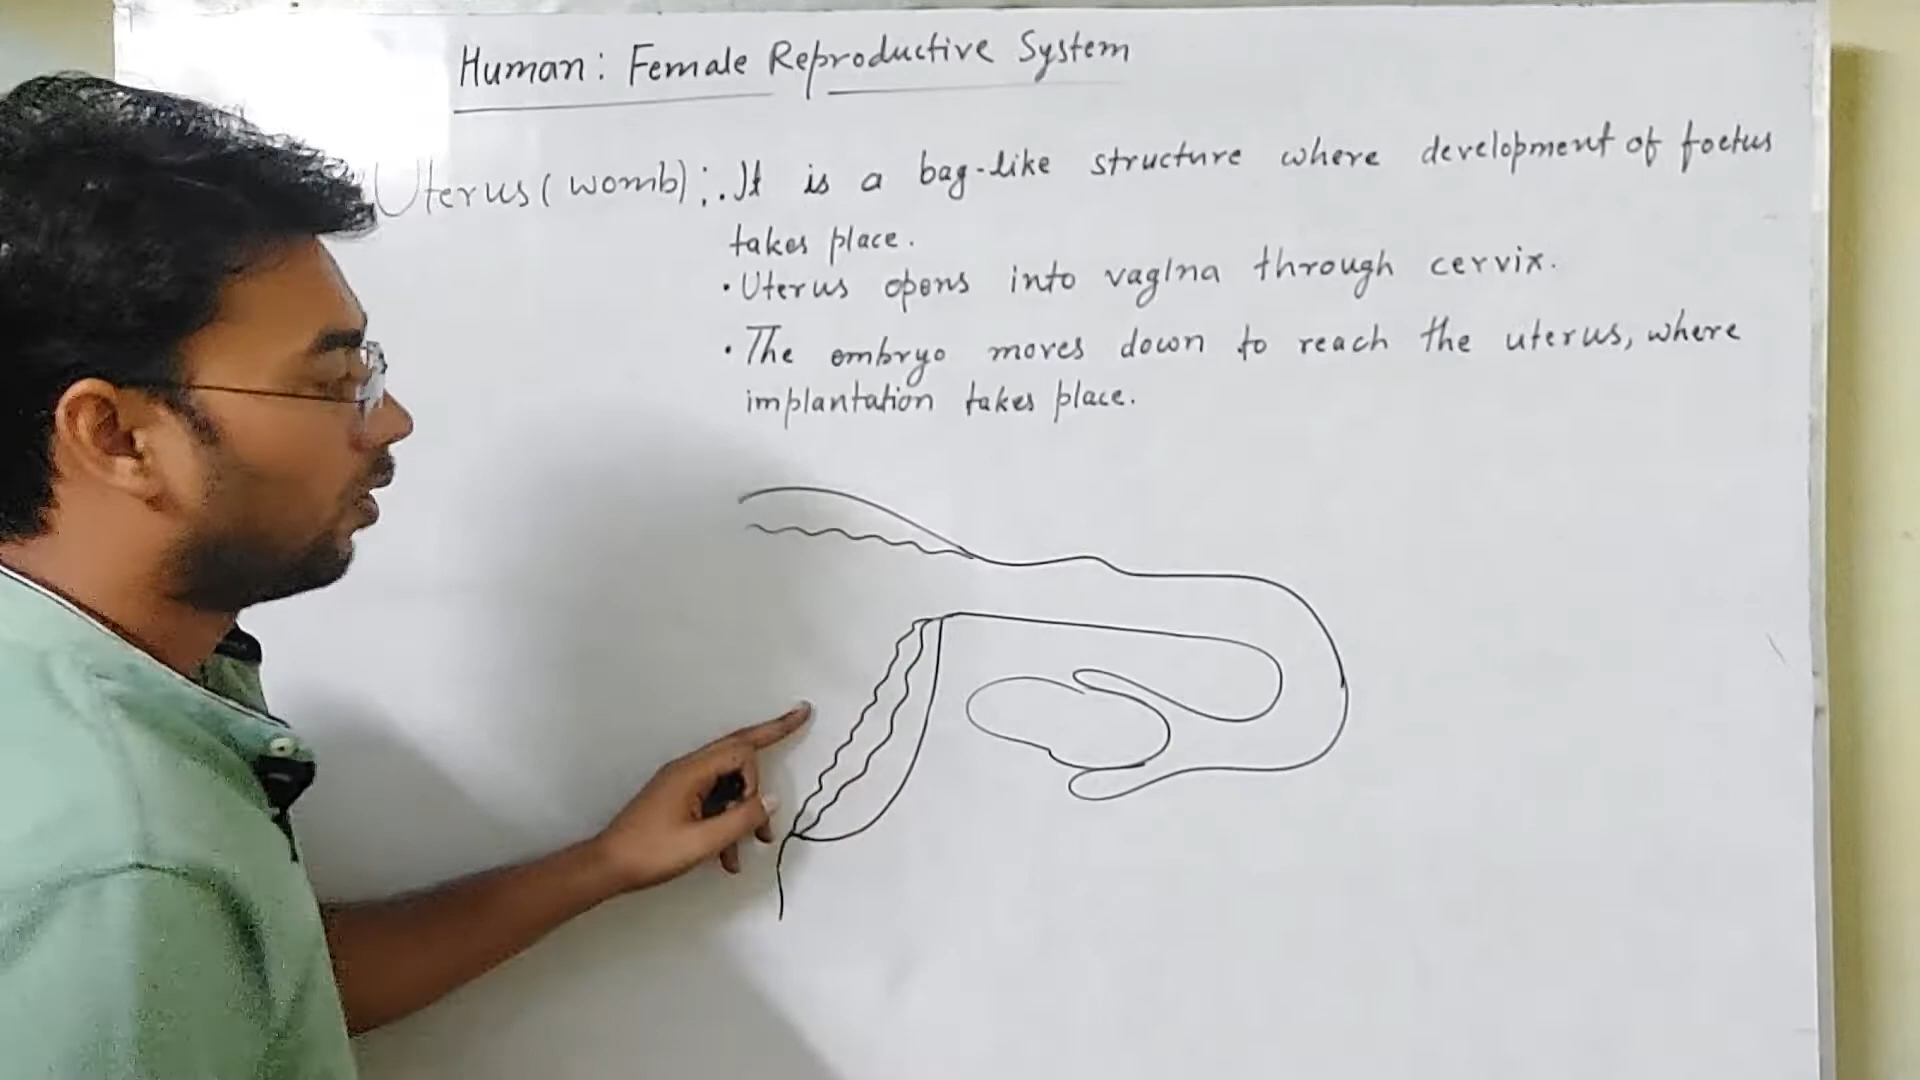 Human: Female Reproductive System
Uterus (womb): • It is a bag-like structure where development of foetus
takes place.
• Uterus opens into vagina through cervix.
• The embryo moves down to reach the uterus, where
implantation takes place.